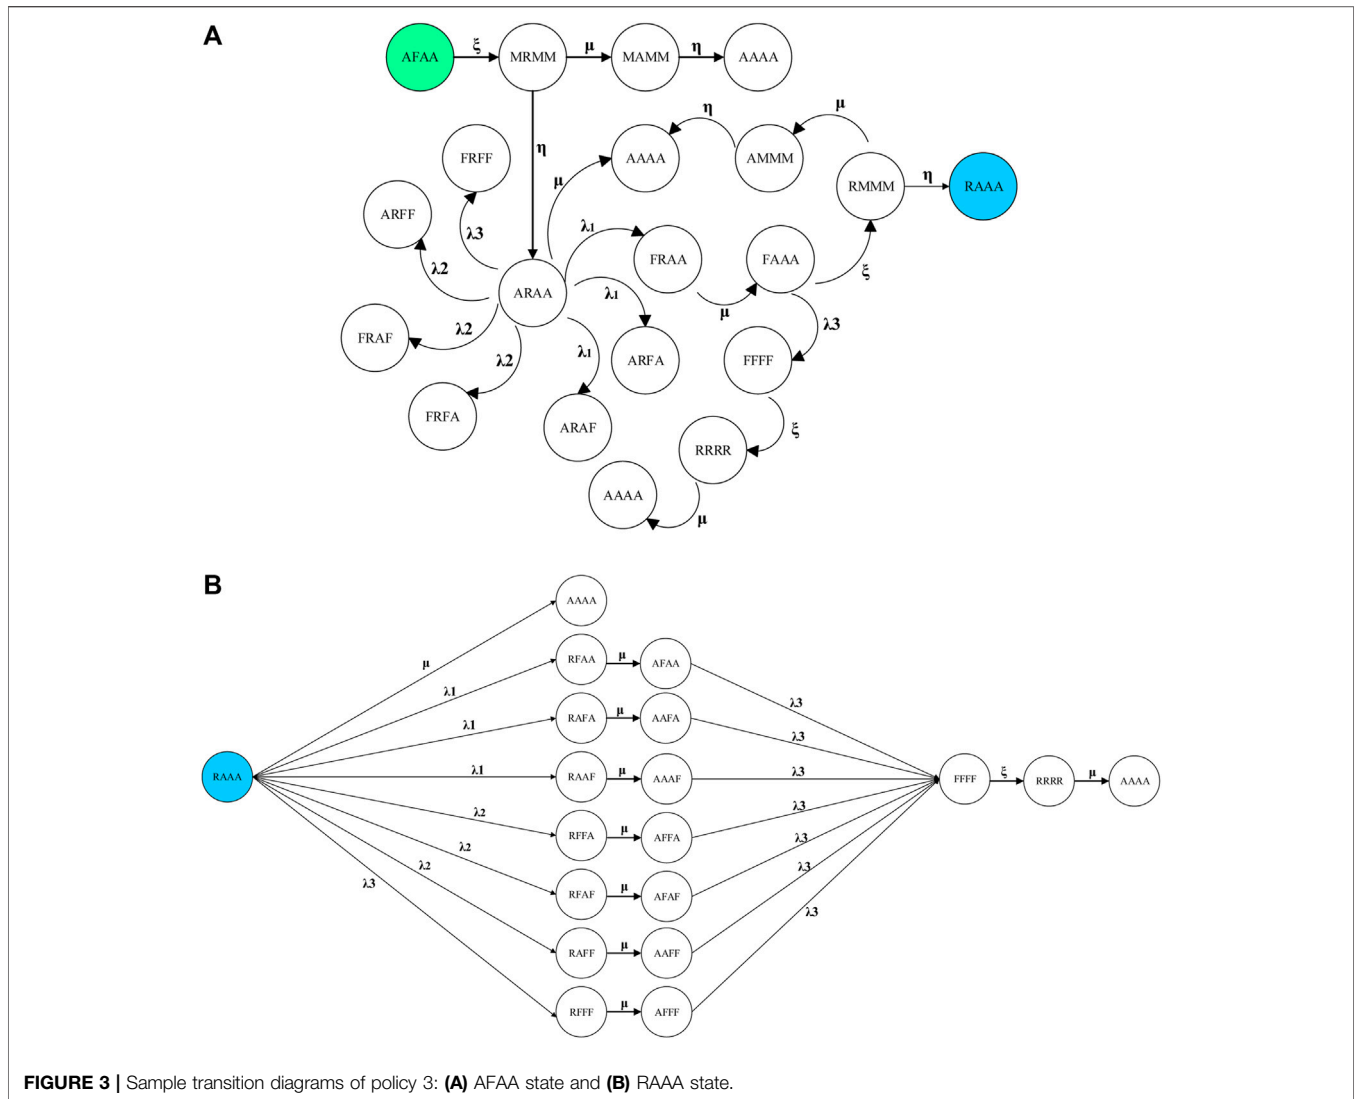 A
AFAA ξ MRMM μ MAMM η AAAA
η
FRFF
μ
AAAA η AMMM μ
RMMM η RAAA
ARFF
λ3
λ2
λ1 FRAA μ FAAA ξ
ARAA
λ1
λ3
FRAF λ2
λ2
λ1
ARFA
FFFF
FRFA
ARAF
ξ
RRRR
AAAA μ
B
AAAA
μ
RFAA μ AFAA
λ1
λ3
RAFA μ AAFA
λ1
λ3
RAAA λ1 RAAF μ AAAF λ3 FFFF ξ RRRR μ AAAA
λ2
λ3
RFFA μ AFFA
λ2
λ3
λ2
λ3
RFAF μ AFAF
λ3
λ3
RAFF μ AAFF
RFFF μ AFFF
FIGURE 3 | Sample transition diagrams of policy 3: (A) AFAA state and (B) RAAA state.